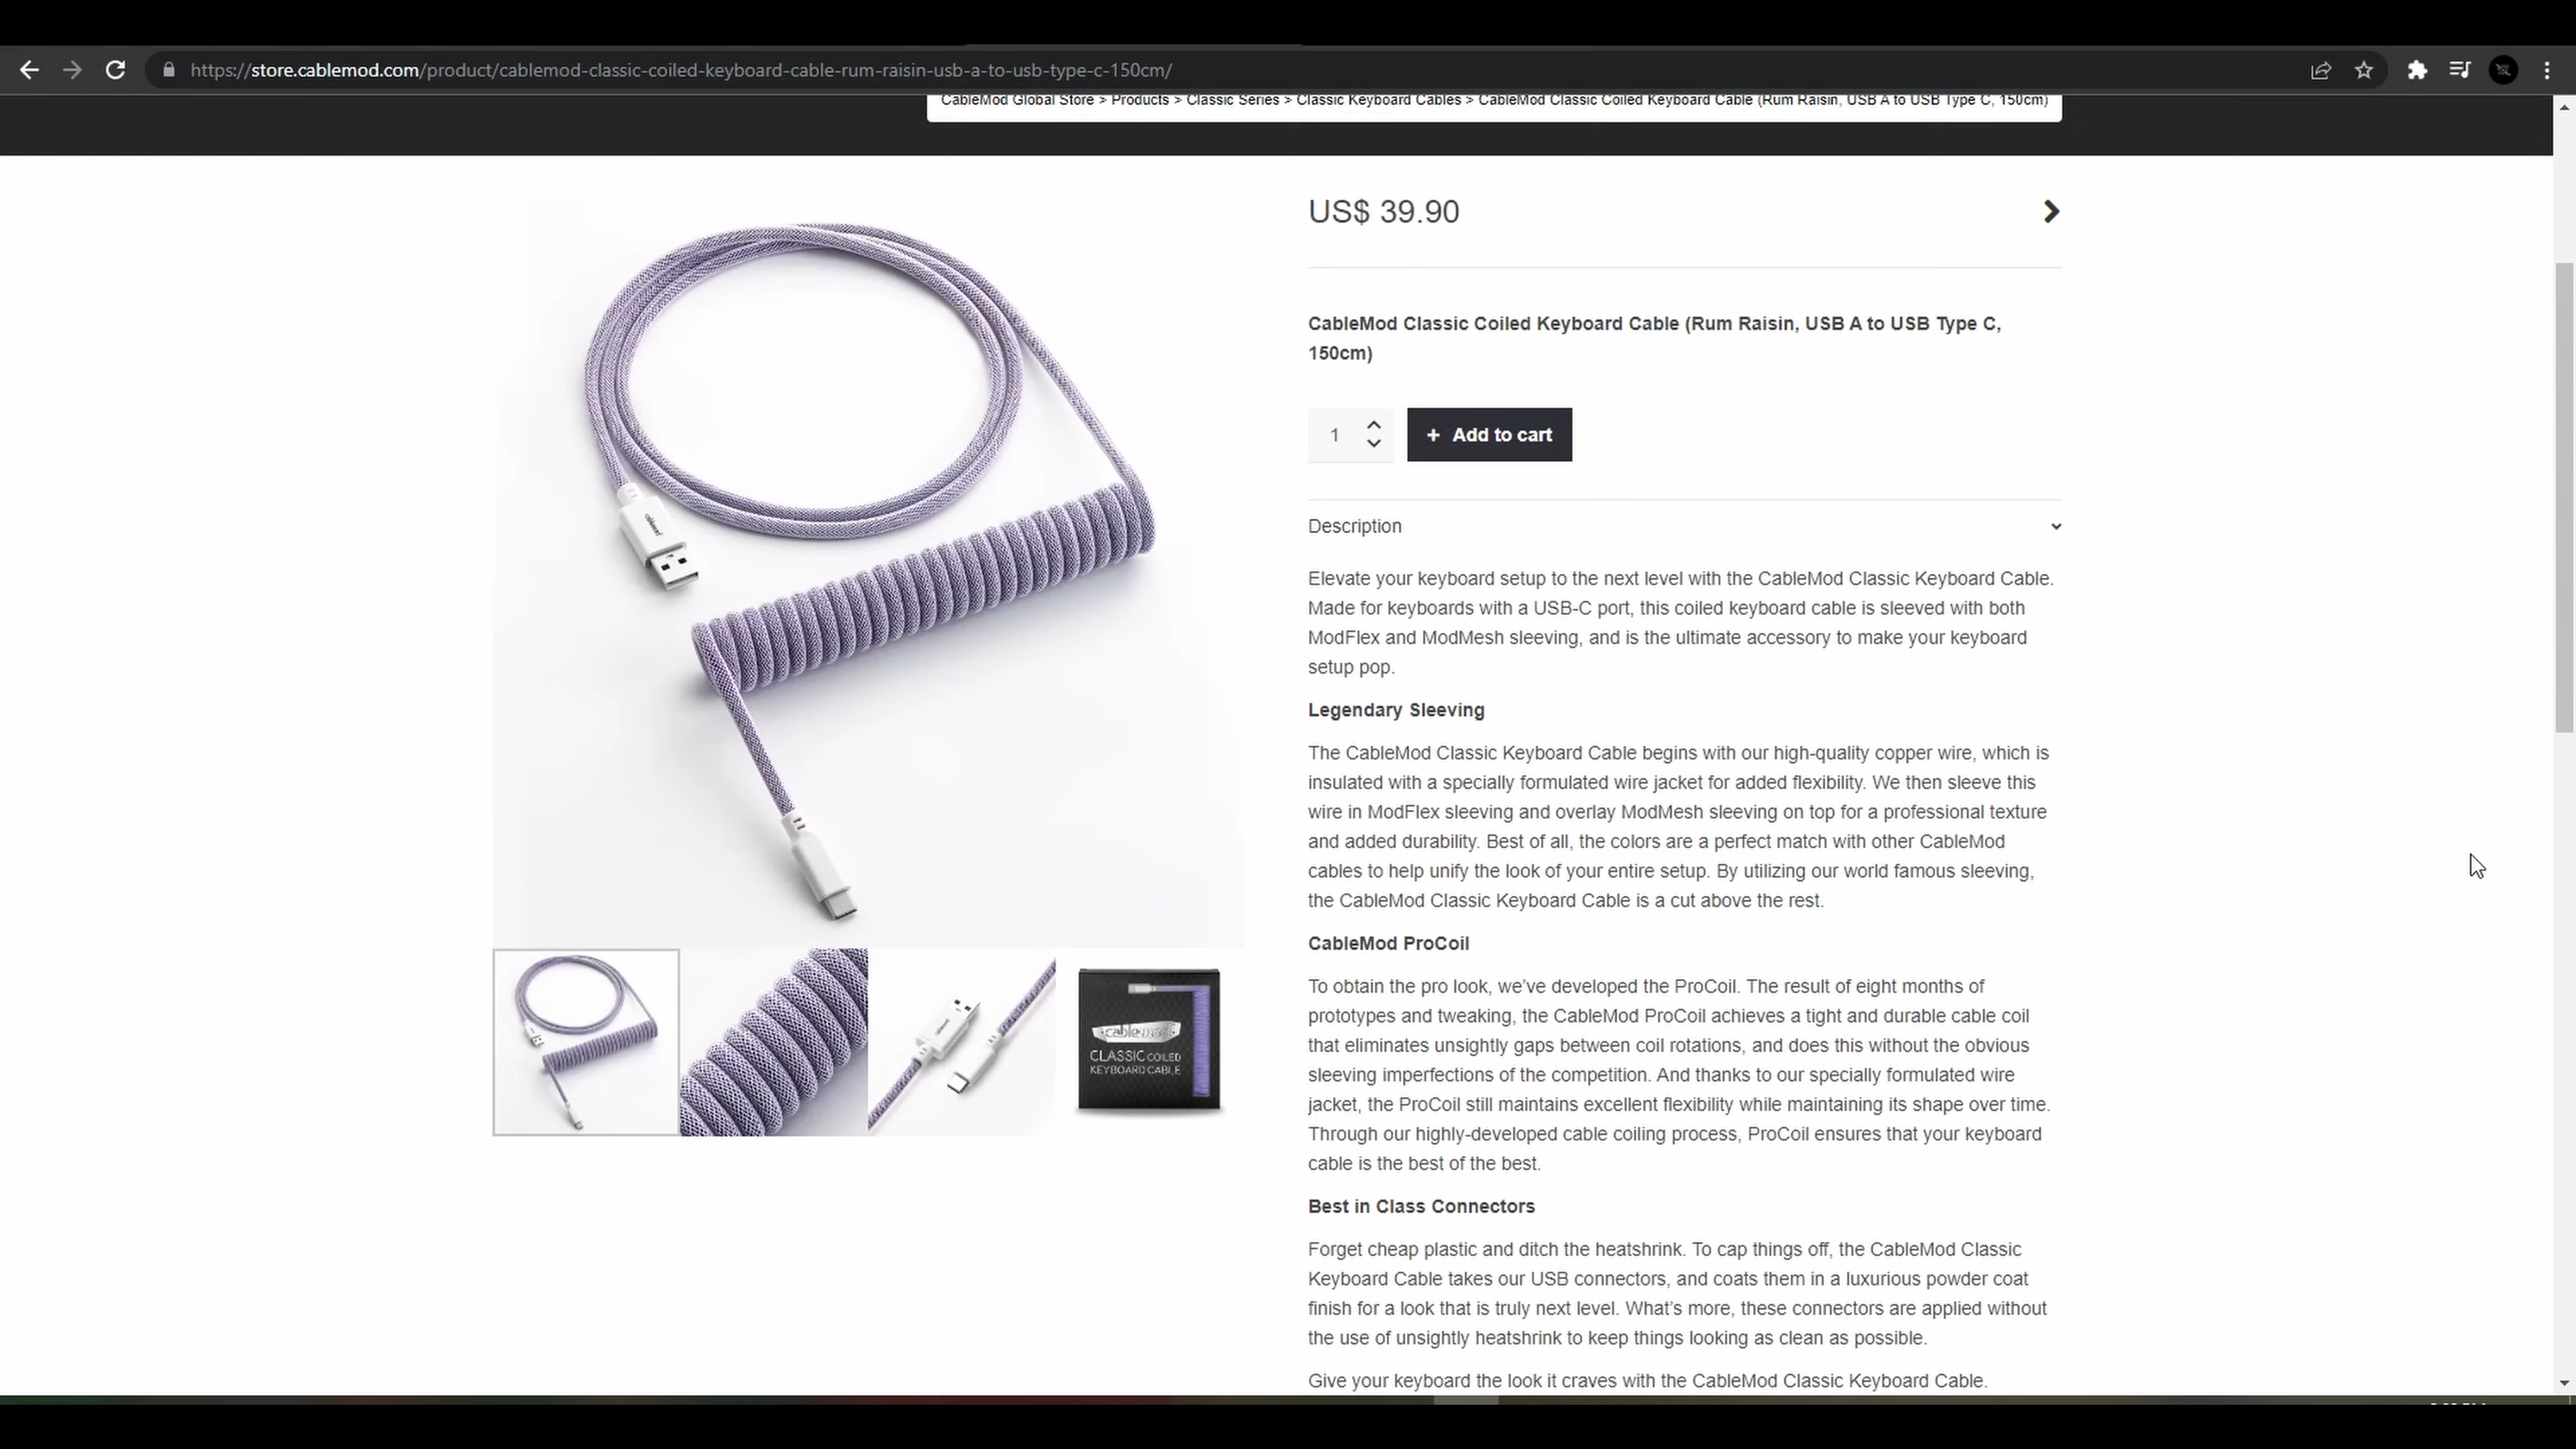 https://store.cablemod.com/product/cablemod-classic-coiled-keyboard-cable-rum-raisin-usb-a-to-usb-type-c-150cm/
CableMod Global Store > Products > Classic Series > Classic Keyboard Cables > CableMod Classic Coiled Keyboard Cable (Rum Raisin, USB A to USB Type C, 150cm)
US$ 39.90
CableMod Classic Coiled Keyboard Cable (Rum Raisin, USB A to USB Type C,
150cm)
1
+ Add to cart
Description
Elevate your keyboard setup to the next level with the CableMod Classic Keyboard Cable.
Made for keyboards with a USB-C port, this coiled keyboard cable is sleeved with both
ModFlex and ModMesh sleeving, and is the ultimate accessory to make your keyboard
setup pop.
Legendary Sleeving
The CableMod Classic Keyboard Cable begins with our high-quality copper wire, which is
insulated with a specially formulated wire jacket for added flexibility. We then sleeve this
wire in ModFlex sleeving and overlay ModMesh sleeving on top for a professional texture
and added durability. Best of all, the colors are a perfect match with other CableMod
cables to help unify the look of your entire setup. By utilizing our world famous sleeving,
the CableMod Classic Keyboard Cable is a cut above the rest.
CableMod ProCoil
To obtain the pro look, we've developed the ProCoil. The result of eight months of
prototypes and tweaking, the CableMod ProCoil achieves a tight and durable cable coil
that eliminates unsightly gaps between coil rotations, and does this without the obvious
sleeving imperfections of the competition. And thanks to our specially formulated wire
jacket, the ProCoil still maintains excellent flexibility while maintaining its shape over time.
Through our highly-developed cable coiling process, ProCoil ensures that your keyboard
cable is the best of the best.
Best in Class Connectors
Forget cheap plastic and ditch the heatshrink. To cap things off, the CableMod Classic
Keyboard Cable takes our USB connectors, and coats them in a luxurious powder coat
finish for a look that is truly next level. What's more, these connectors are applied without
the use of unsightly heatshrink to keep things looking as clean as possible.
Give your keyboard the look it craves with the CableMod Classic Keyboard Cable.
cablemod
CLASSIC COILED
KEYBOARD CABLE